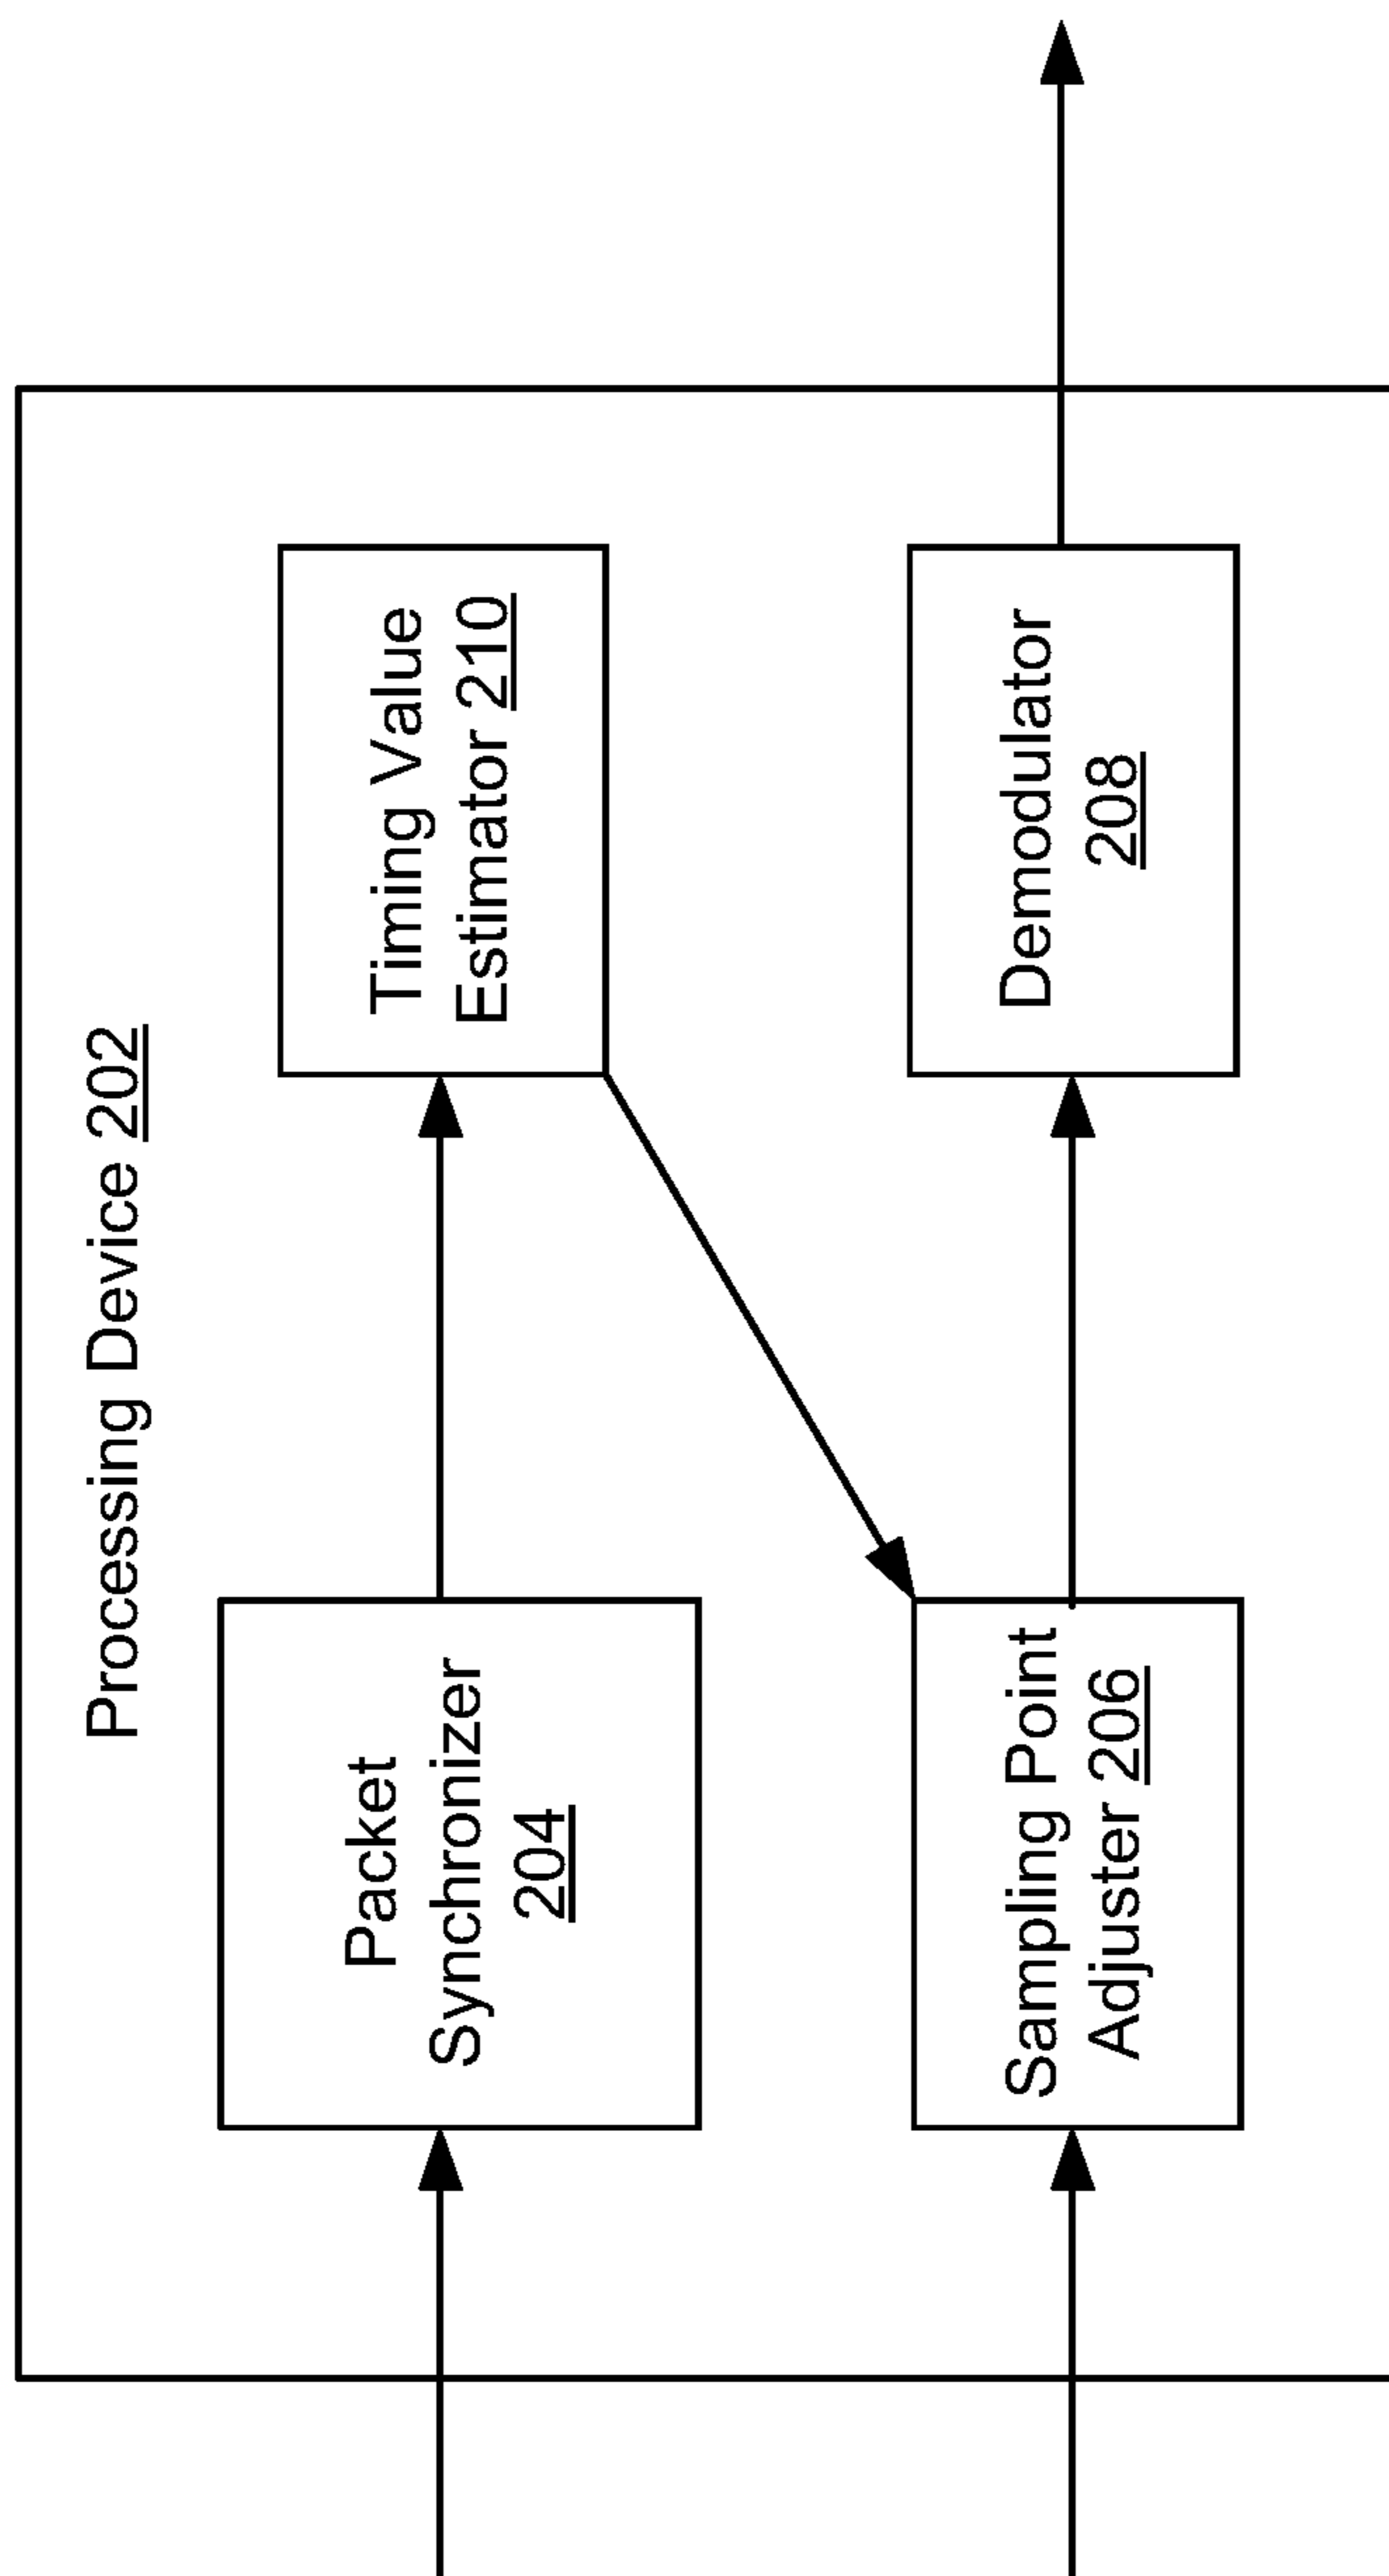 Processing Device 202
Packet
Synchronizer
204
Timing Value
Estimator 210
Sampling Point
Adjuster 206
Demodulator
208